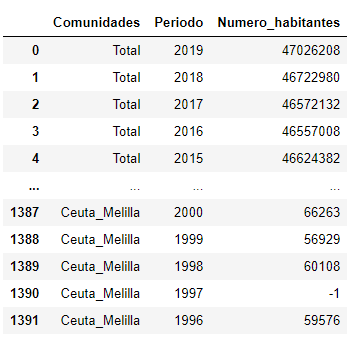 Comunidades Periodo Numero_habitantes
0 Total 2019 47026208
1 Total 2018 46722980
2 Total 2017 46572132
3 Total 2016 46557008
4 Total 2015 46624382
... ... ... ...
1387 Ceuta_Melilla 2000 66263
1388 Ceuta_Melilla 1999 56929
1389 Ceuta_Melilla 1998 60108
1390 Ceuta_Melilla 1997 -1
1391 Ceuta_Melilla 1996 59576